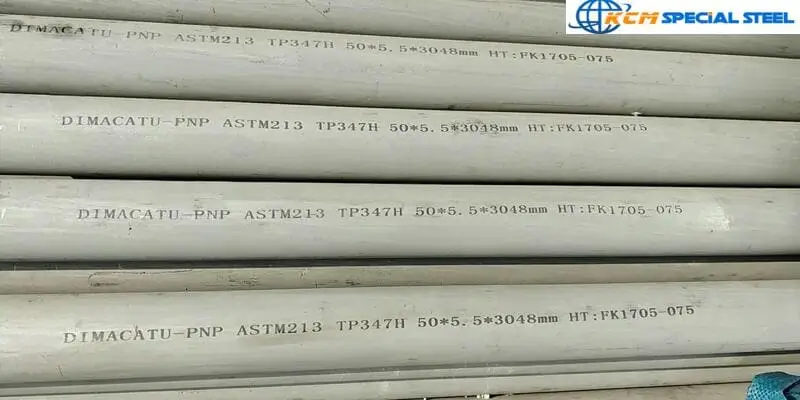 KCM SPECIAL STEEL
DIMACATU-PNP ASTM213 TP347H 50*5.5*3048mm HT:FK1705-075
DIMACATU-PNP ASTM213 TP347H 50*5.5*3048mm HT:FK1705-075
DIMACATU-PNP ASTM213 TP347H 50*5.5*3048mm HT:FK1705-075
DIMACATU-PNP ASTM213 TP347H 50*5.5*3048mm HT:FK1705-075